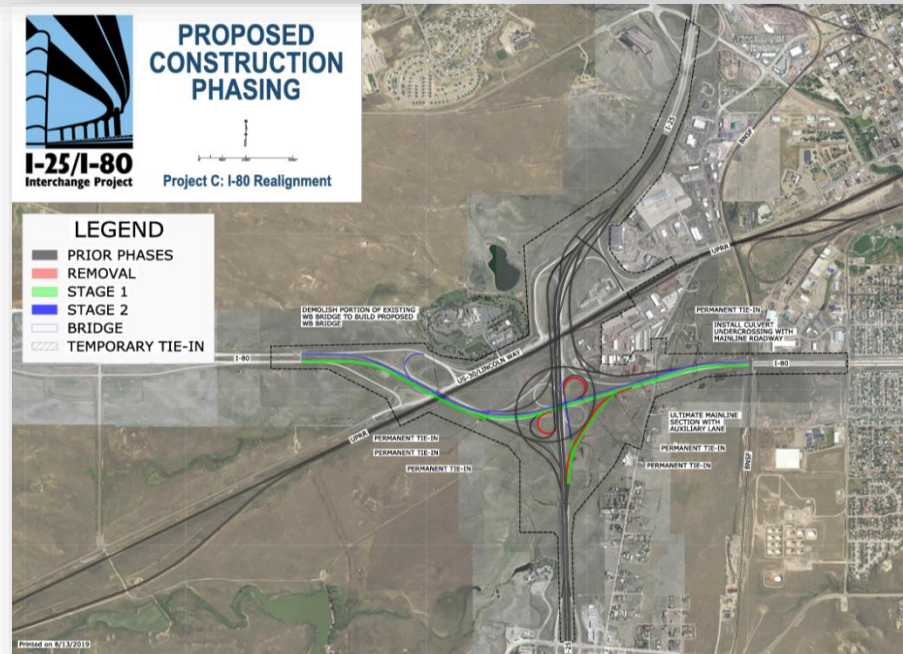 PROPOSED
CONSTRUCTION
PHASING
I-25/I-80
Interchange Project
Project C: I-80 Realignment
LEGEND
PRIOR PHASES
REMOVAL
STAGE 1
STAGE 2
BRIDGE
TEMPORARY TIE-IN
I-25
BNSF
UPRR
DEMOLISH PORTION OF EXISTING
WB BRIDGE TO BUILD PROPOSED
WB BRIDGE
PERMANENT TIE-IN
INSTALL CULVERT
UNDERCROSSING WITH
MAINLINE ROADWAY
I-80
US-30/LINCOLN WAY
I-80
ULTIMATE MAINLINE
SECTION WITH
AUXILIARY LANE
UPRR
PERMANENT TIE-IN
PERMANENT TIE-IN
PERMANENT TIE-IN
PERMANENT TIE-IN
PERMANENT TIE-IN
BNSF
I-25
Printed on 8/13/2019